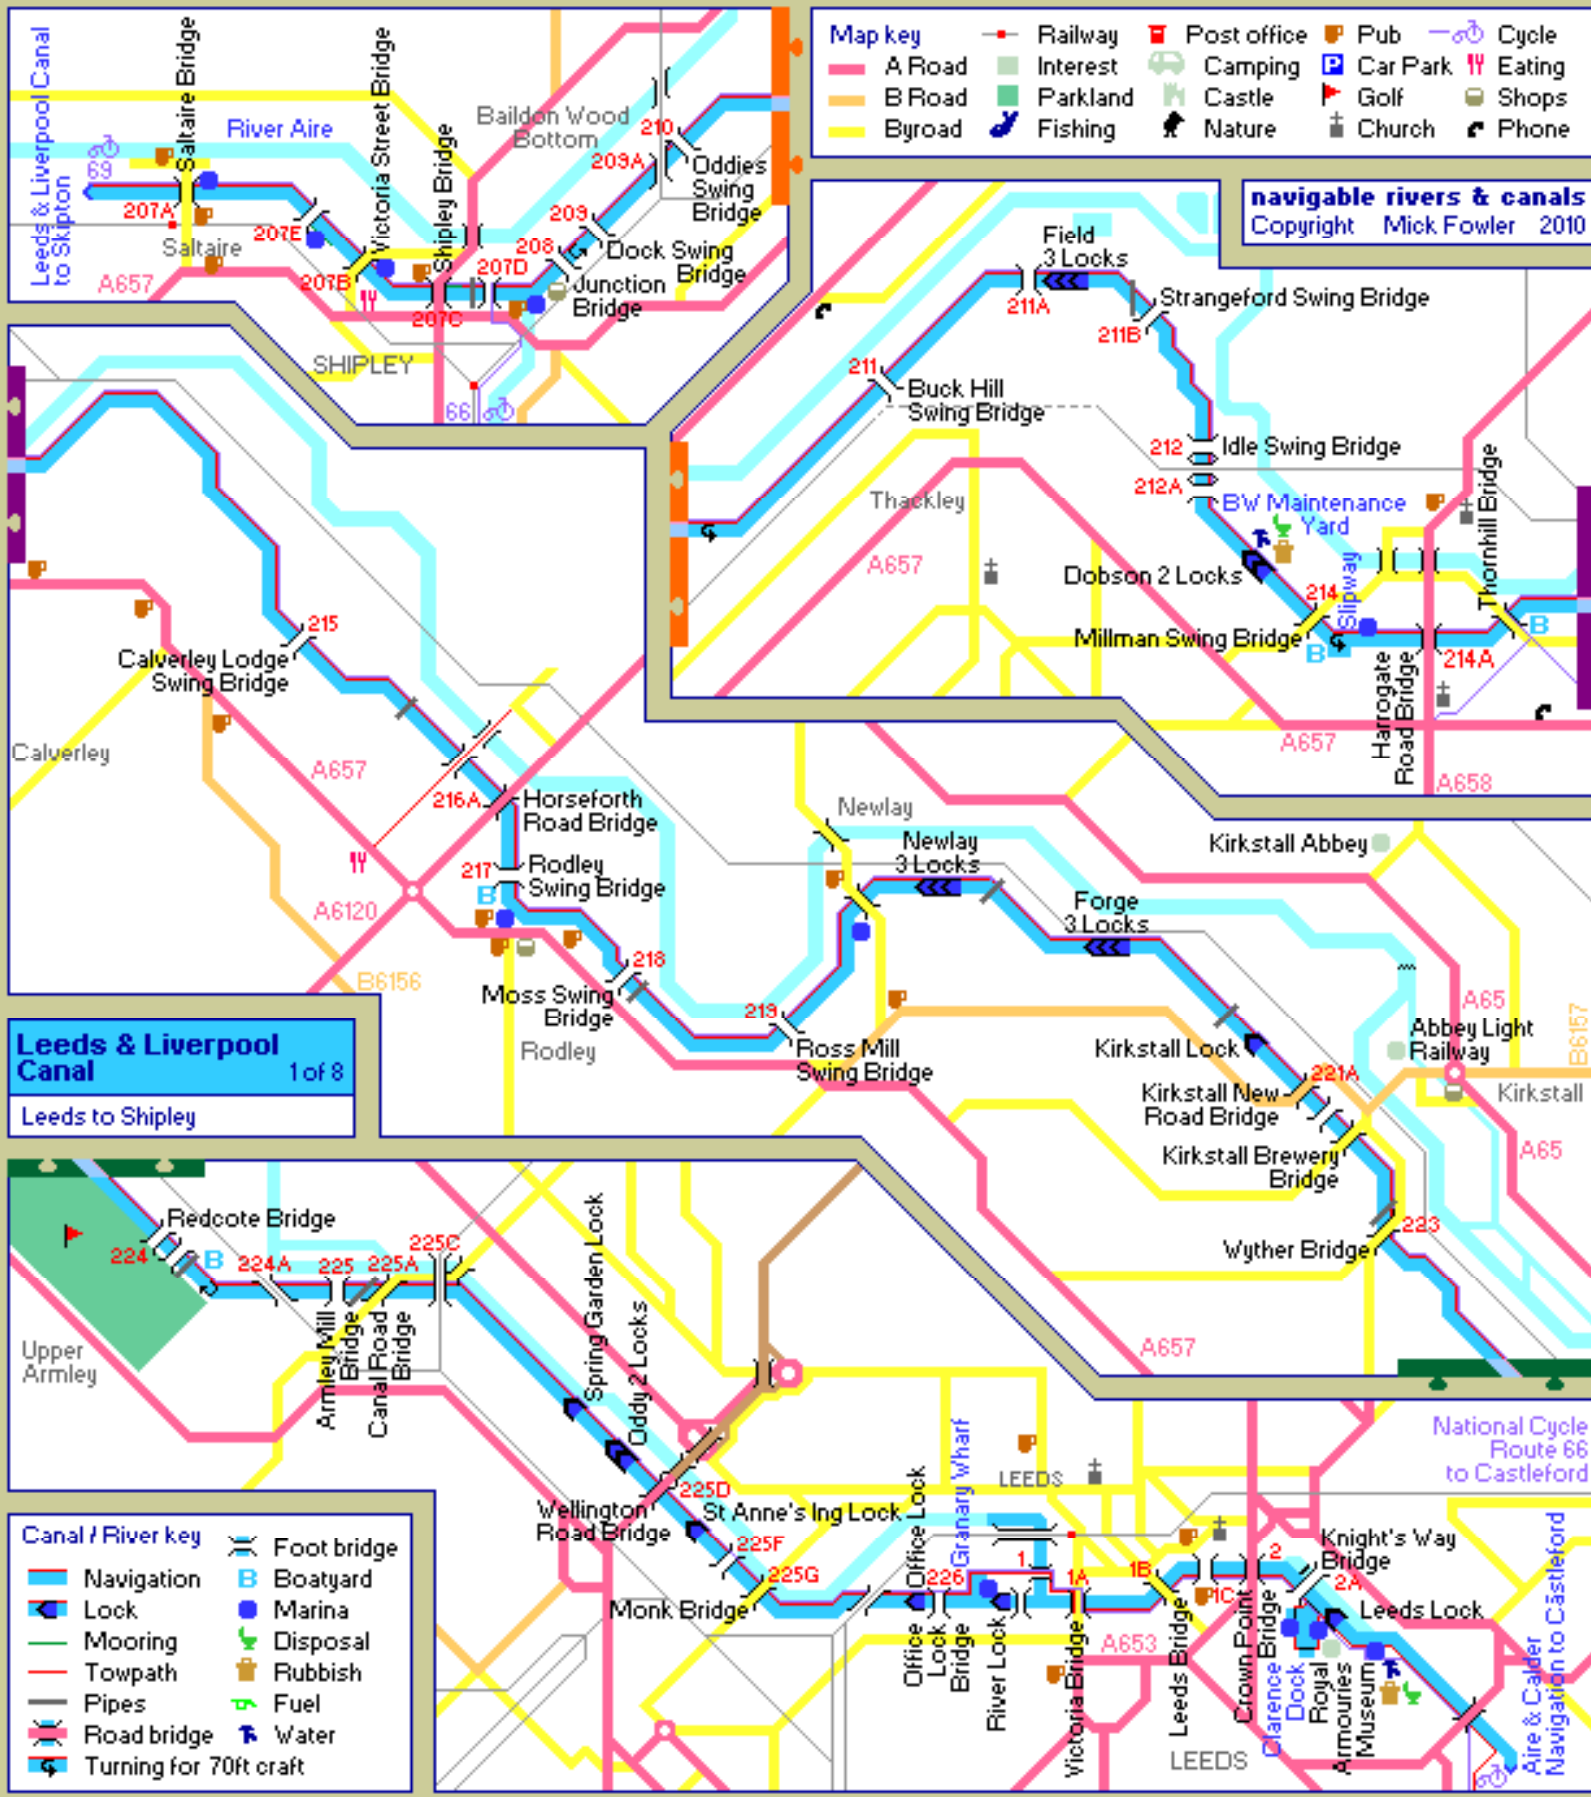 Leeds & Liverpool Canal
to Skipton
69
Saltaire Bridge
River Aire
Victoria Street Bridge
Shipley Bridge
Baildon Wood
Bottom
210
209A
Oddies
Swing
Bridge
207A
207E
Saltaire
A657
207B
207C
207D
208
209
Dock Swing
Bridge
Junction
Bridge
SHIPLEY
66
Map key
Railway
Post office
Pub
Cycle
A Road
Interest
Camping
Car Park
Eating
B Road
Parkland
Castle
Golf
Shops
Byroad
Fishing
Nature
Church
Phone
navigable rivers & canals
Copyright Mick Fowler 2010
Field
3 Locks
211A
Strangeford Swing Bridge
211B
211
Buck Hill
Swing Bridge
212
Idle Swing Bridge
212A
BW Maintenance
Yard
Thackley
A657
Dobson 2 Locks
214
Slipway
Thornhill Bridge
Millman Swing Bridge
B
B
214A
Harrogate
Road Bridge
A657
A658
215
Calverley Lodge
Swing Bridge
Calverley
A657
216A
Horseforth
Road Bridge
217
Rodley
Swing Bridge
B
A6120
B6156
218
Moss Swing
Bridge
Rodley
219
Ross Mill
Swing Bridge
Newlay
Newlay
3 Locks
Forge
3 Locks
Kirkstall Abbey
A65
Abbey Light
Railway
B6157
Kirkstall
Kirkstall Lock
221A
Kirkstall New
Road Bridge
Kirkstall Brewery
Bridge
A65
223
Wyther Bridge
A657
Leeds & Liverpool
Canal 1 of 8
Leeds to Shipley
Redcote Bridge
224
B
224A
225
225A
225C
Upper
Armley
Armley Mill
Bridge
Canal Road
Bridge
Spring Garden Lock
Oddy 2 Locks
225D
Wellington
Road Bridge
St Anne's Ing Lock
225F
225G
Monk Bridge
Office Lock
Granary Wharf
226
Office
Lock
Bridge
River Lock
1
LEEDS
1A
Victoria Bridge
A653
1B
Leeds Bridge
1C
Crown Point
Bridge
2
Knight's Way
Bridge
2A
Leeds Lock
Clarence
Dock
Royal
Armouries
Museum
LEEDS
National Cycle
Route 66
to Castleford
Aire & Calder
Navigation to Castleford
Canal / River key
Foot bridge
Navigation
B Boatyard
Lock
Marina
Mooring
Disposal
Towpath
Rubbish
Pipes
Fuel
Road bridge
Water
Turning for 70ft craft